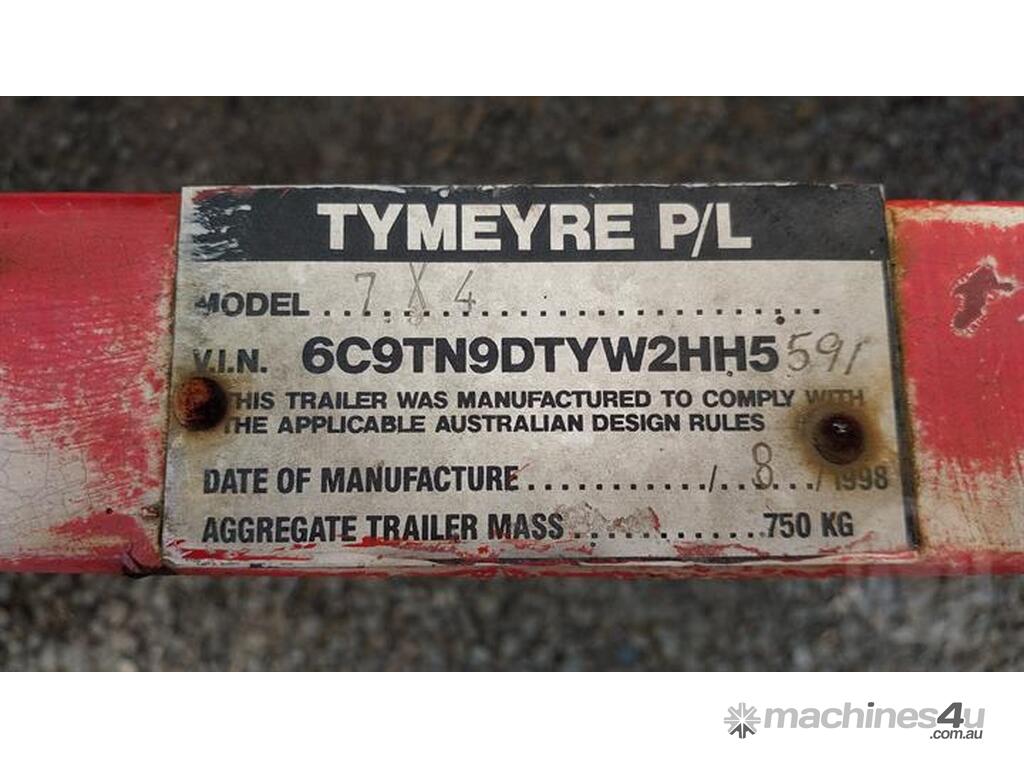 TYMEYRE P/L
MODEL 7 X 4
V.I.N. 6C9TN9DTYW2HH5591
THIS TRAILER WAS MANUFACTURED TO COMPLY WITH
THE APPLICABLE AUSTRALIAN DESIGN RULES
DATE OF MANUFACTURE ............/..8.../1998
AGGREGATE TRAILER MASS ............750 KG
machines4u
.com.au